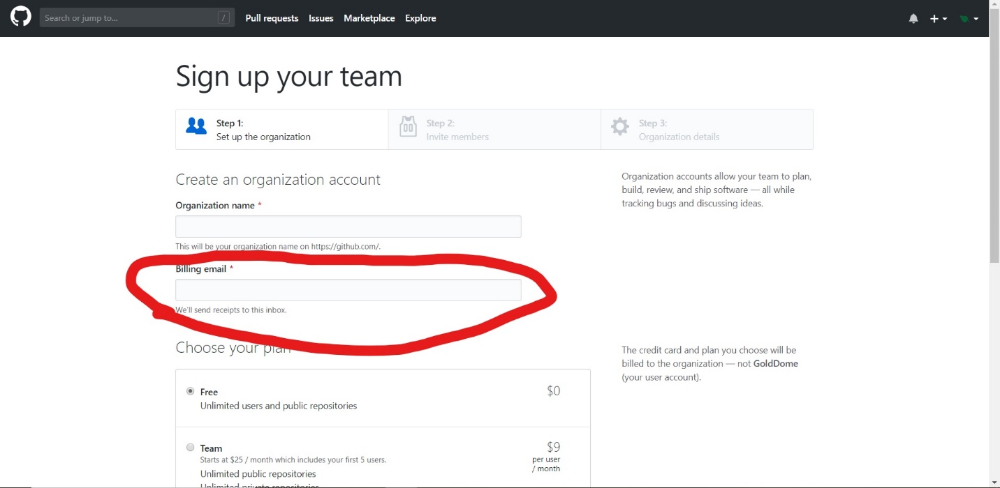 Search or jump to...
/
Pull requests
Issues
Marketplace
Explore
Sign up your team
Step 1:
Set up the organization
Step 2:
Invite members
Step 3:
Organization details
Create an organization account
Organization name *
This will be your organization name on https://github.com/.
Billing email *
We'll send receipts to this inbox.
Organization accounts allow your team to plan,
build, review, and ship software — all while
tracking bugs and discussing ideas.
Choose your plan
Free
$0
Unlimited users and public repositories
Team
$9
per user
/ month
Starts at $25 / month which includes your first 5 users.
Unlimited public repositories
Unlimited private repositories
The credit card and plan you choose will be
billed to the organization — not GoldDome
(your user account).